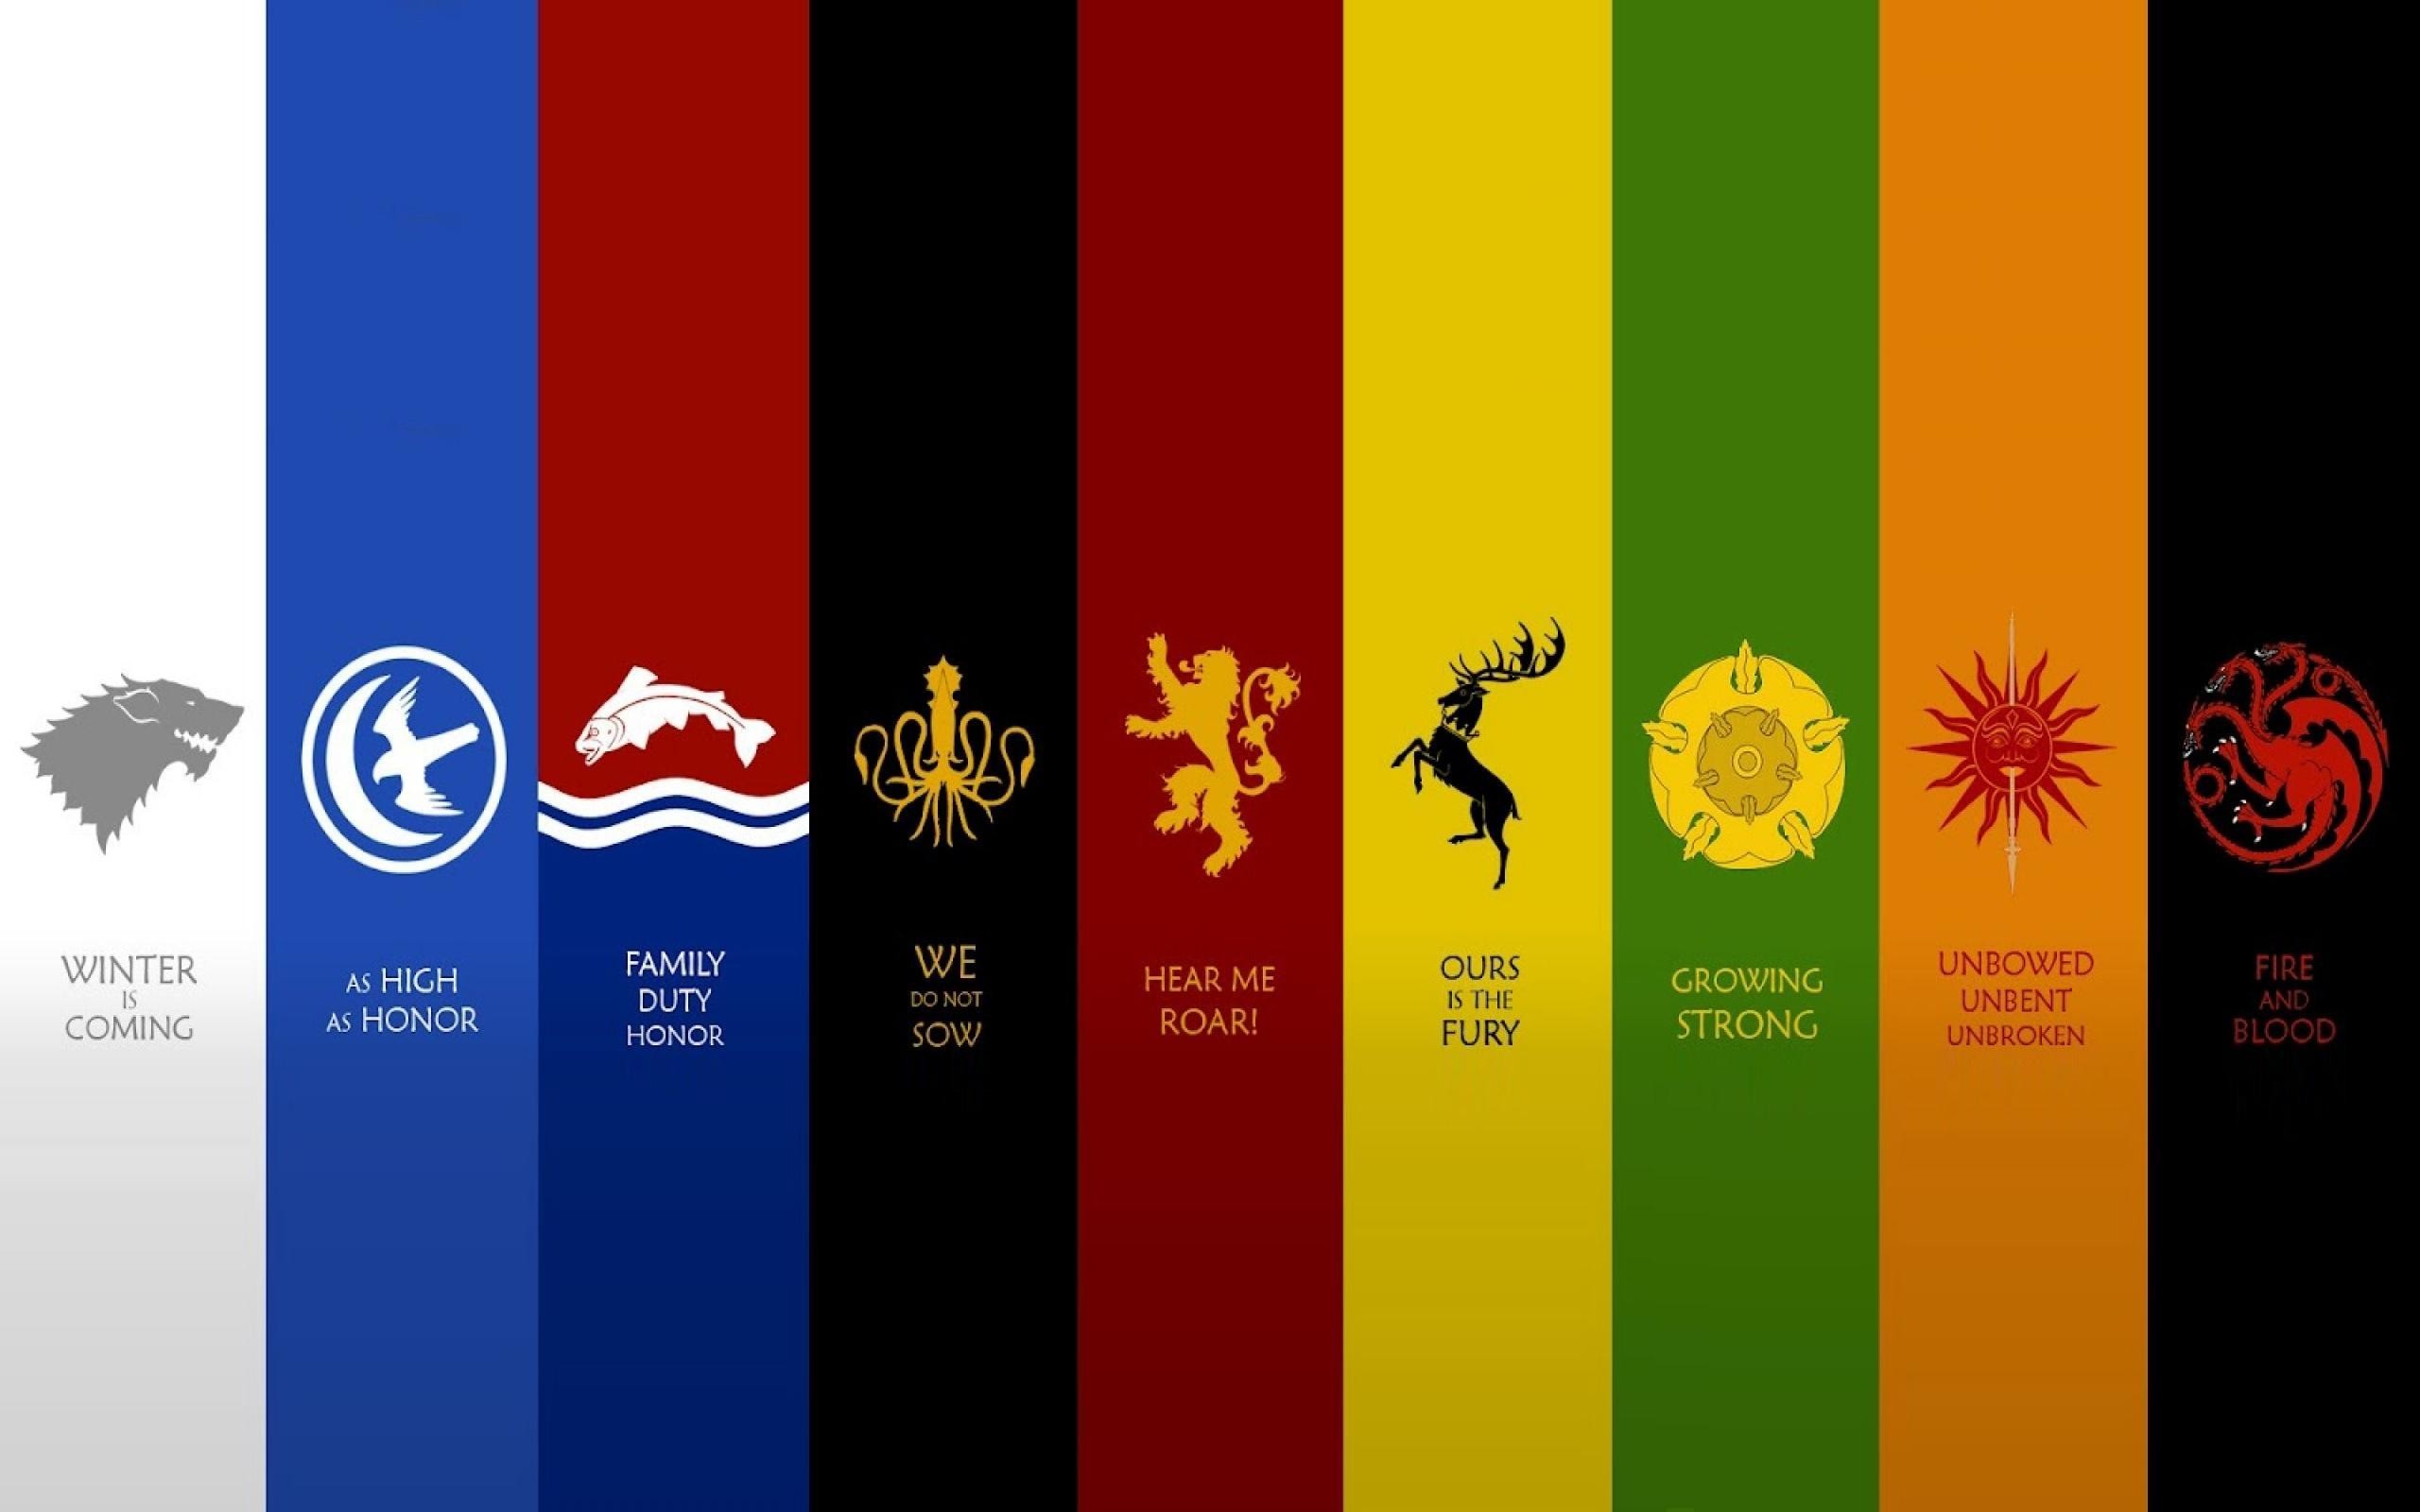 WINTER
IS
COMING
AS HIGH
AS HONOR
FAMILY
DUTY
HONOR
WE
DO NOT
SOW
HEAR ME
ROAR!
OURS
IS THE
FURY
GROWING
STRONG
UNBOWED
UNBENT
UNBROKEN
FIRE
AND
BLOOD